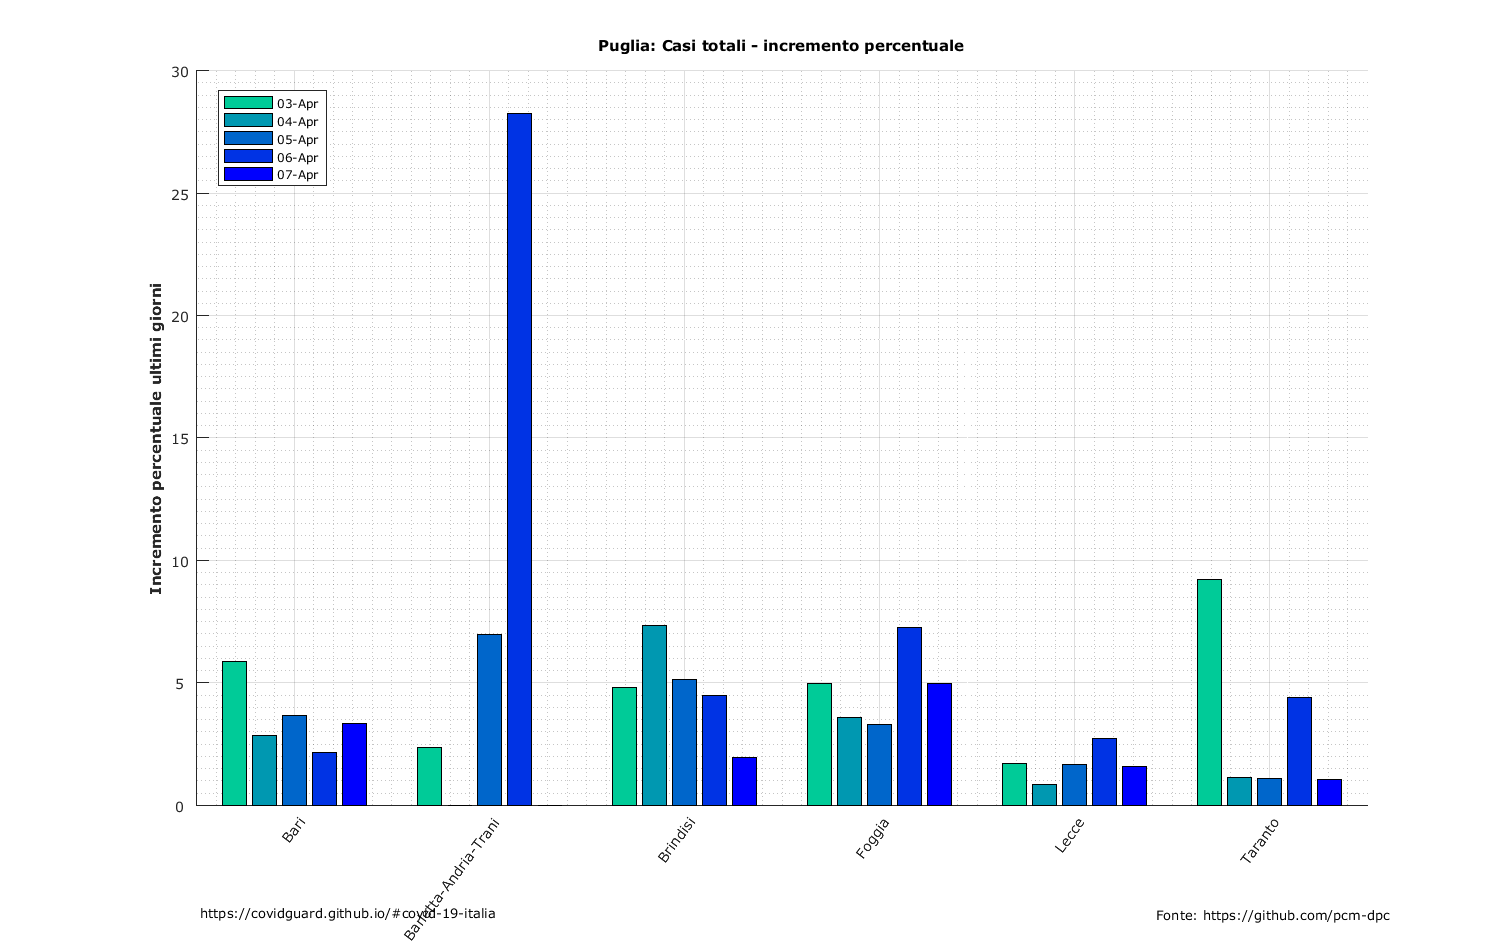 Puglia: Casi totali - incremento percentuale
Incremento percentuale ultimi giorni
30
25
20
15
10
5
0
03-Apr
04-Apr
05-Apr
06-Apr
07-Apr
Bari
Barletta-Andria-Trani
Brindisi
Foggia
Lecce
Taranto
https://covidguard.github.io/#covid-19-italia
Fonte: https://github.com/pcm-dpc